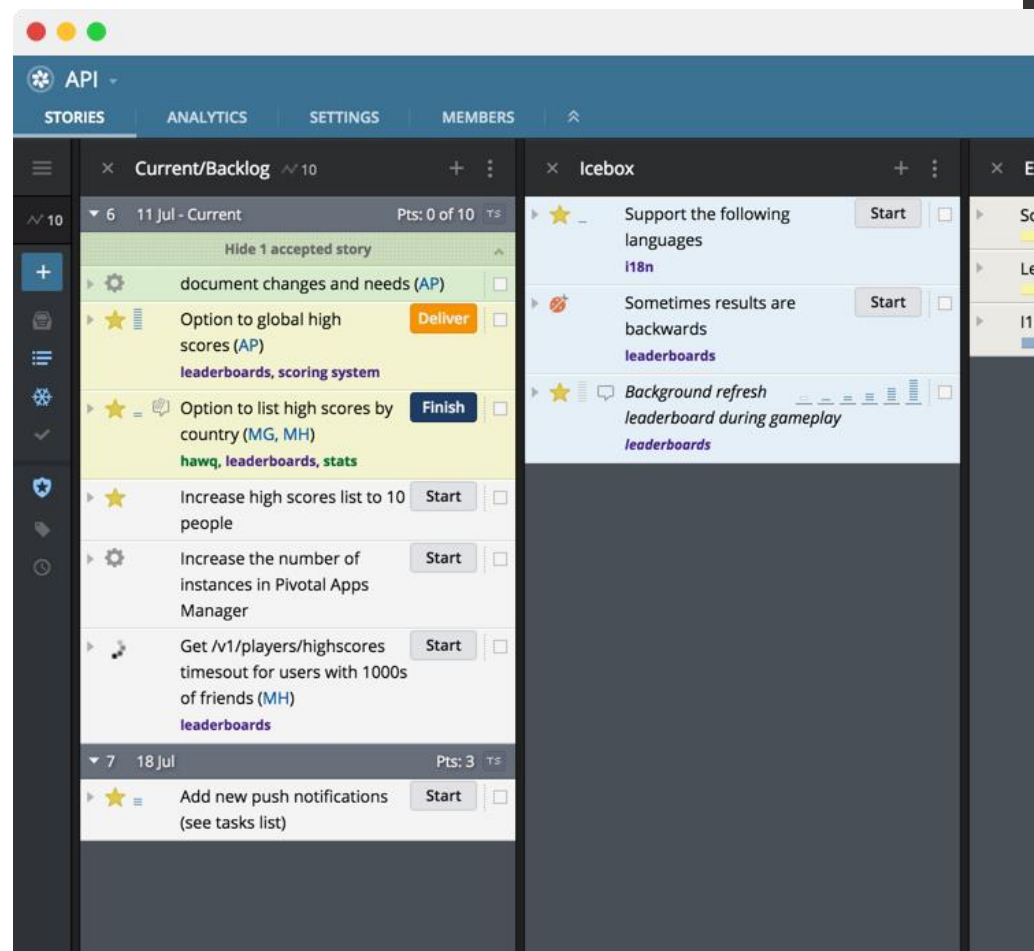 API
STORIES ANALYTICS SETTINGS MEMBERS
10
Current/Backlog 10
6 11 Jul - Current Pts: 0 of 10 TS
Hide 1 accepted story
document changes and needs (AP)
Option to global high
scores (AP)
Deliver
leaderboards, scoring system
Option to list high scores by
country (MG, MH)
Finish
hawq, leaderboards, stats
Increase high scores list to 10
people
Start
Increase the number of
instances in Pivotal Apps
Manager
Start
Get /v1/players/highscores
timesout for users with 1000s
of friends (MH)
Start
leaderboards
7 18 Jul Pts: 3 TS
Add new push notifications
(see tasks list)
Start
Icebox
Support the following
languages
Start
i18n
Sometimes results are
backwards
Start
leaderboards
Background refresh
leaderboard during gameplay
leaderboards